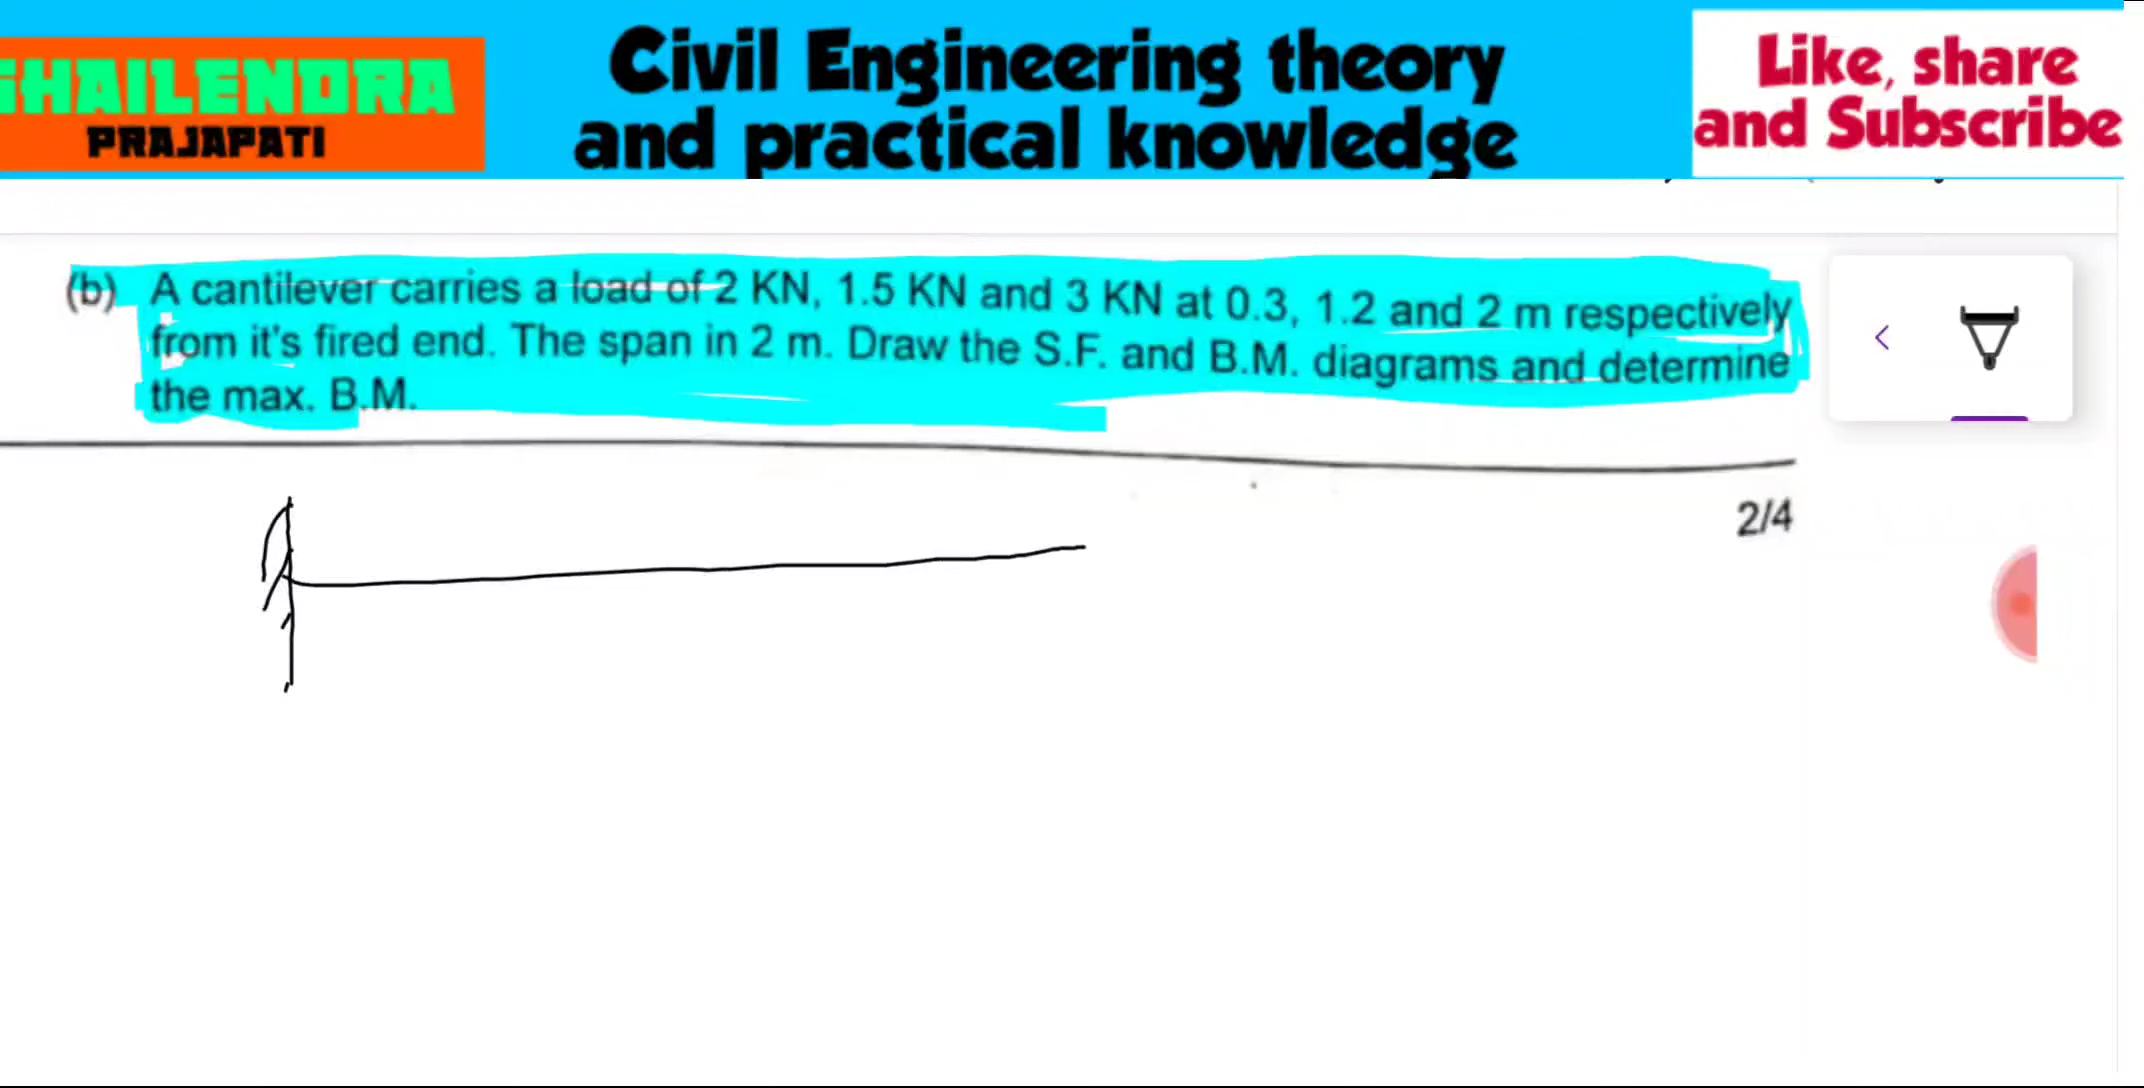 Civil Engineering theory
and practical knowledge
HAILENDRA
PRAJAPATI
Like, share
and Subscribe
(b) A cantilever carries a load of 2 KN, 1.5 KN and 3 KN at 0.3, 1.2 and 2 m respectively
from it's fired end. The span in 2 m. Draw the S.F. and B.M. diagrams and determine
the max. B.M.
2/4